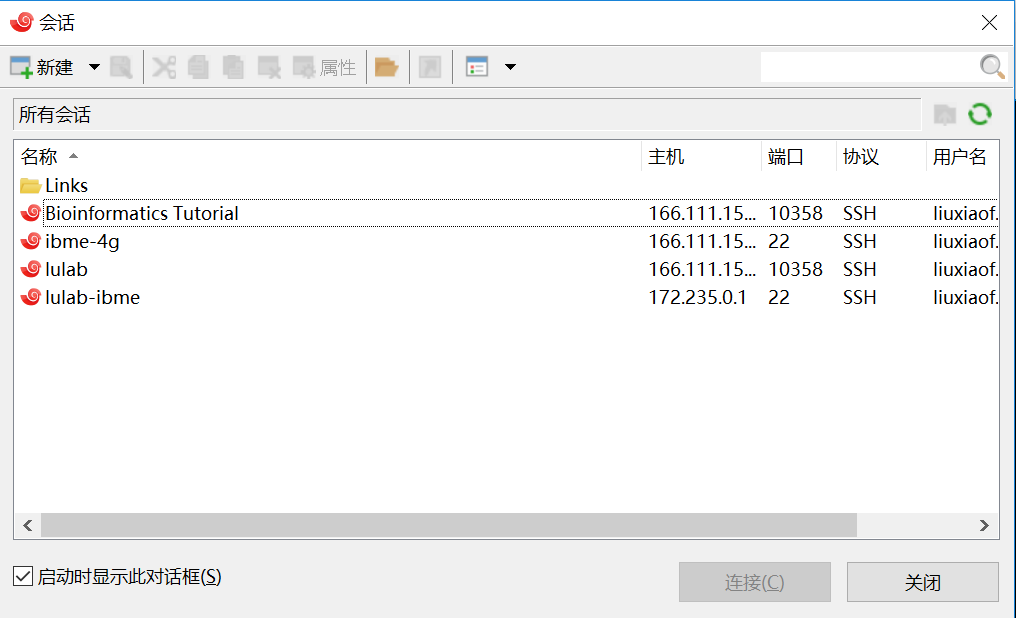 会话
新建 属性
所有会话
名称 主机 端口 协议 用户名
Links
Bioinformatics Tutorial 166.111.15... 10358 SSH liuxiaof.
ibme-4g 166.111.15... 22 SSH liuxiaof.
lulab 166.111.15... 10358 SSH liuxiaof.
lulab-ibme 172.235.0.1 22 SSH liuxiaof.
启动时显示此对话框(S)
连接(C) 关闭